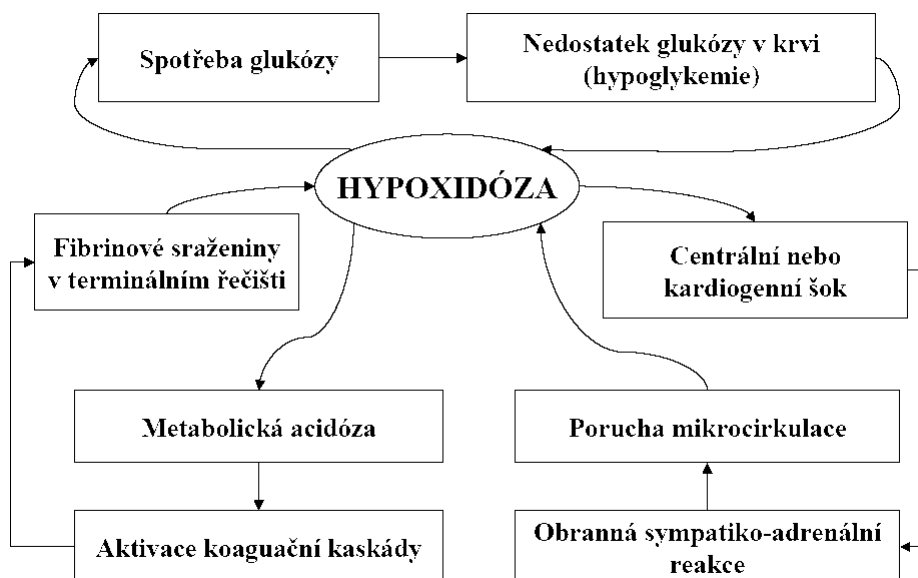 Spotřeba glukózy
Nedostatek glukózy v krvi
(hypoglykemie)
HYPOXIDÓZA
Fibrinové sraženiny
v terminálním řečišti
Centrální nebo
kardiogenní šok
Metabolická acidóza
Porucha mikrocirkulace
Aktivace koaguační kaskády
Obranná sympatiko-adrenální
reakce